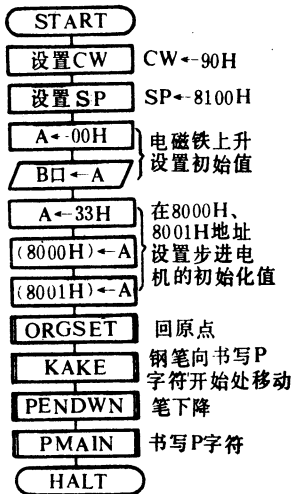 START
设置CW CW←90H
设置SP SP←8100H
A←00H
B口←A
电磁铁上升
设置初始值
A←33H
(8000H)←A
(8001H)←A
在8000H、
8001H地址
设置步进电
机的初始化值
ORGSET 回原点
KAKE
钢笔向书写P
字符开始处移动
PENDWN 笔下降
PMAIN 书写P字符
HALT